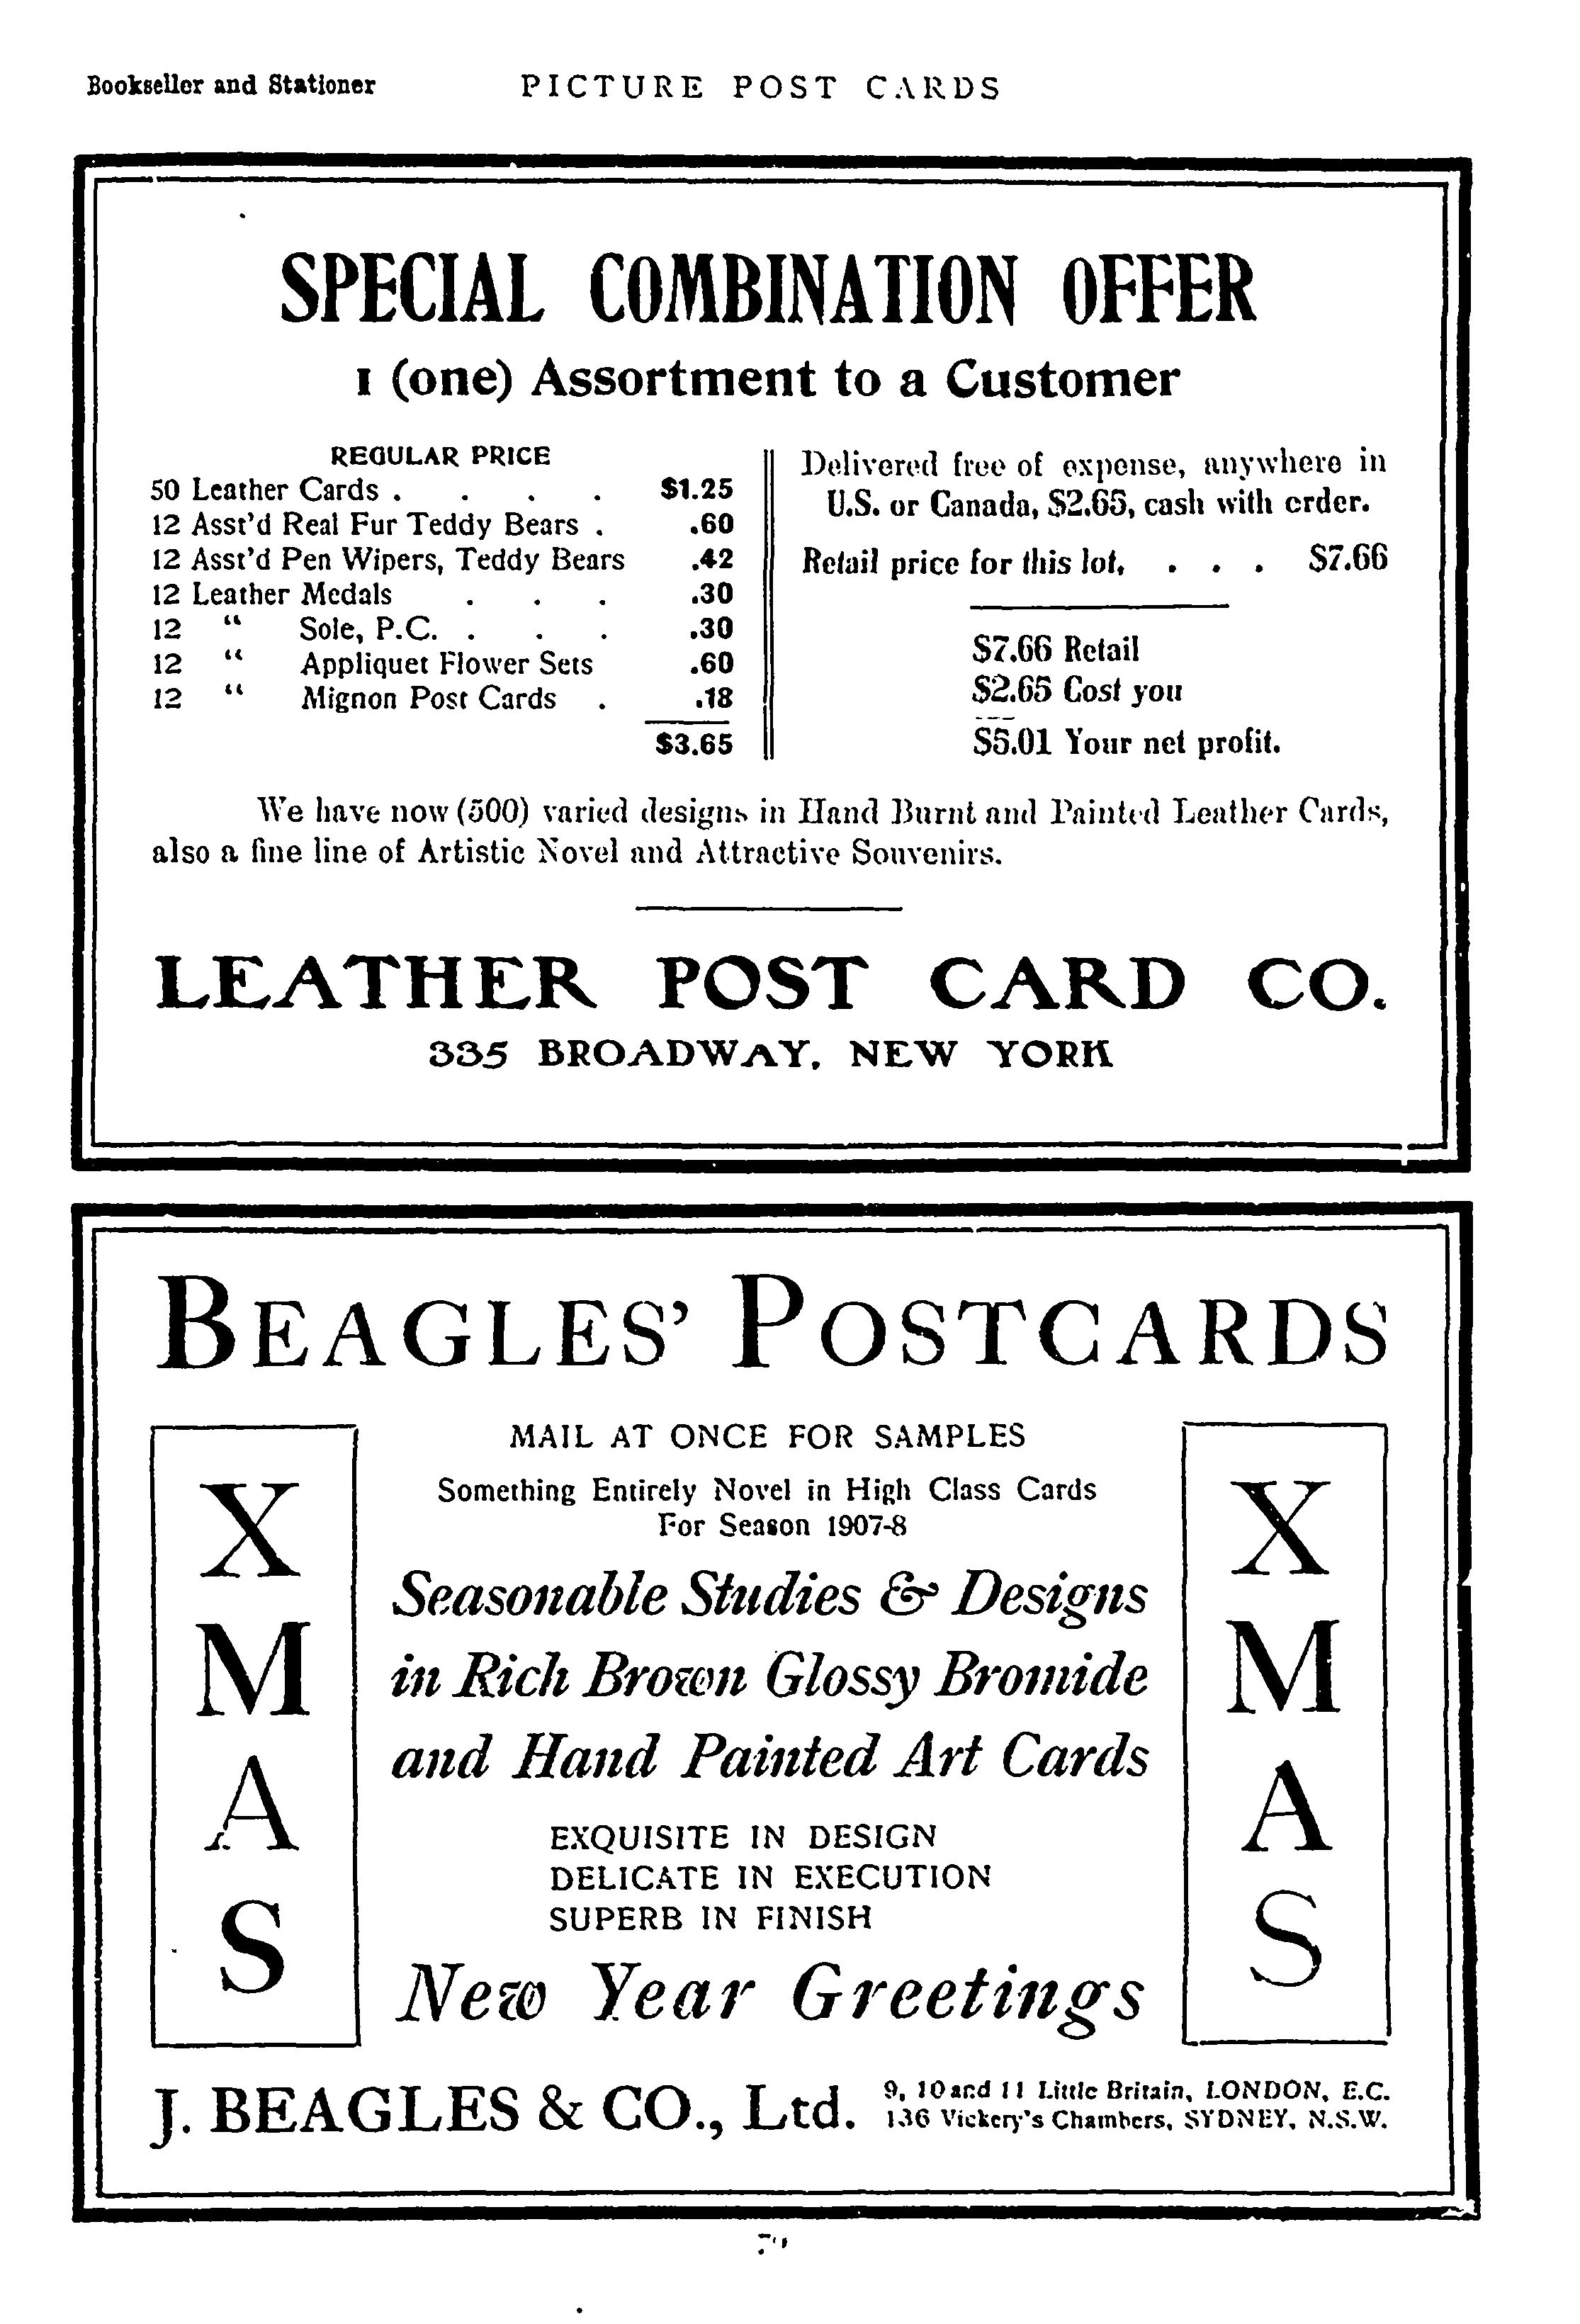 Bookseller and Stationer PICTURE POST CARDS
SPECIAL COMBINATION OFFER
1 (one) Assortment to a Customer
REGULAR PRICE
50 Leather Cards . . . . $1.25
12 Asst'd Real Fur Teddy Bears . .60
12 Asst'd Pen Wipers, Teddy Bears .42
12 Leather Medals . . . .30
12 " Sole, P.C. . . . .30
12 " Appliquet Flower Sets .60
12 " Mignon Post Cards . .18
$3.65
Delivered free of expense, anywhere in
U.S. or Canada, $2.65, cash with order.
Retail price for this lot, . . . $7.66
$7.66 Retail
$2.65 Cost you
$5.01 Your net profit.
We have now (500) varied designs in Hand Burnt and Painted Leather Cards,
also a fine line of Artistic Novel and Attractive Souvenirs.
LEATHER POST CARD CO.
335 BROADWAY, NEW YORK
BEAGLES' POSTCARDS
XMAS
MAIL AT ONCE FOR SAMPLES
Something Entirely Novel in High Class Cards
For Season 1907-8
Seasonable Studies & Designs
in Rich Brown Glossy Bromide
and Hand Painted Art Cards
EXQUISITE IN DESIGN
DELICATE IN EXECUTION
SUPERB IN FINISH
New Year Greetings
XMAS
J. BEAGLES & CO., Ltd.
9, 10 and 11 Little Britain, LONDON, E.C.
136 Vickery's Chambers, SYDNEY, N.S.W.